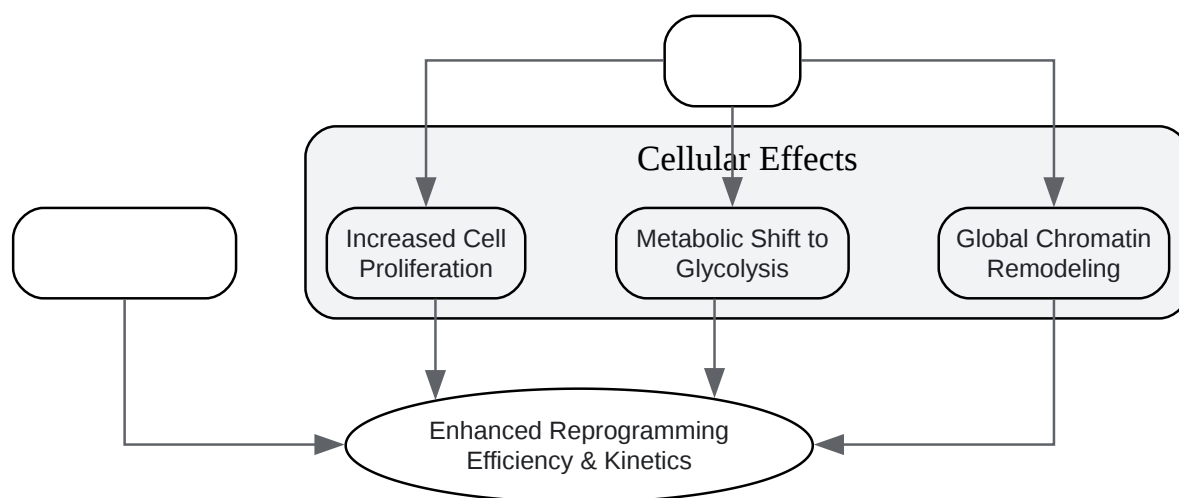 Cellular Effects
Increased Cell
Proliferation
Metabolic Shift to
Glycolysis
Global Chromatin
Remodeling
Enhanced Reprogramming
Efficiency & Kinetics